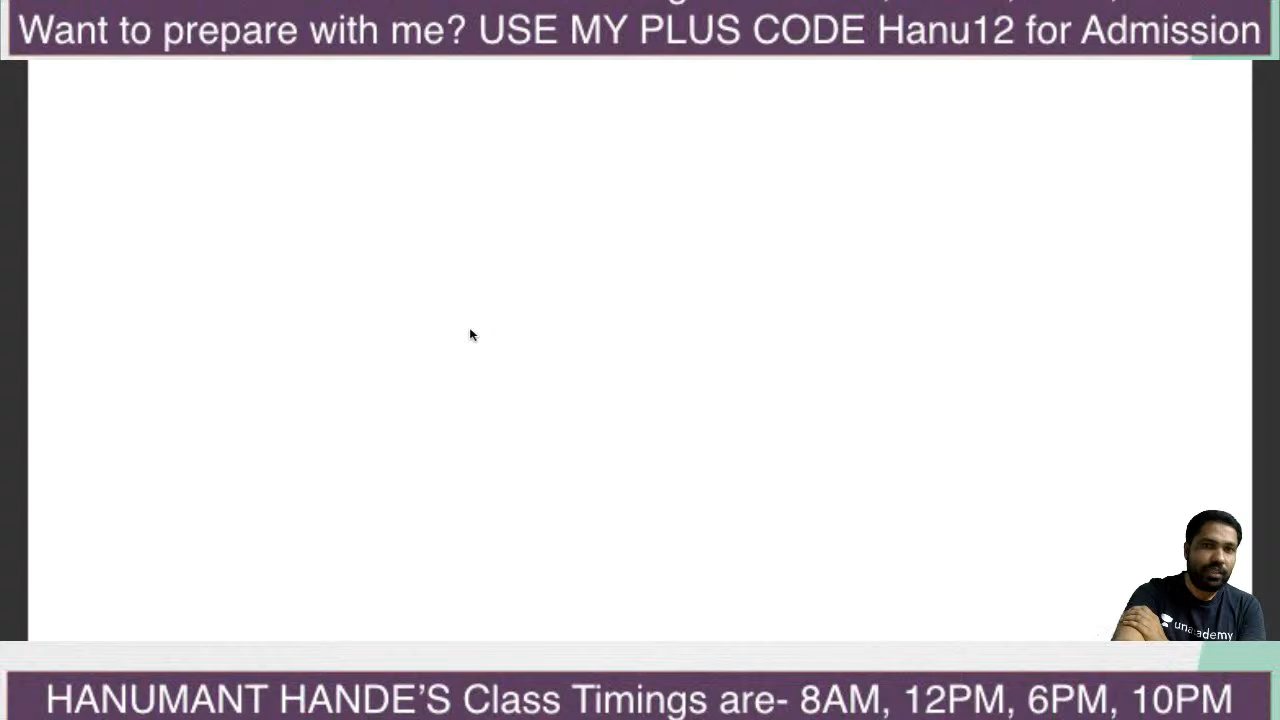 Want to prepare with me? USE MY PLUS CODE Hanu12 for Admission
unacademy
HANUMANT HANDE'S Class Timings are- 8AM, 12PM, 6PM, 10PM